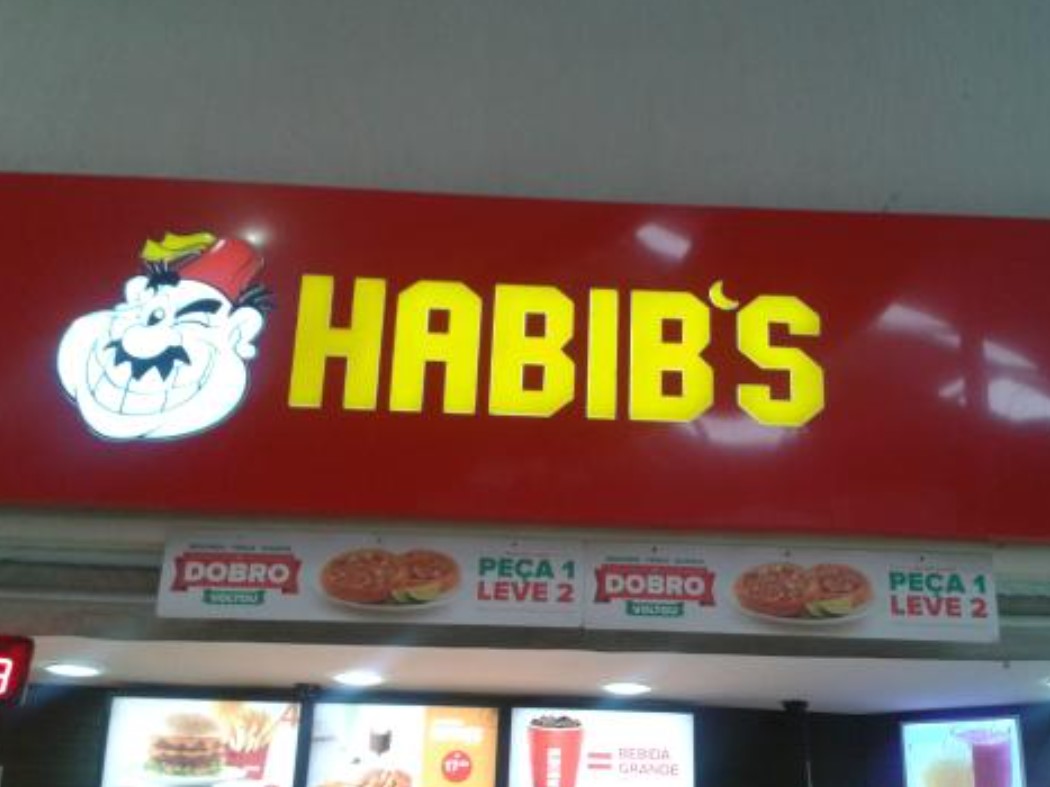 HABIB'S
DOBRO
VOLTOU
PEÇA 1
LEVE 2
DOBRO
VOLTOU
PEÇA 1
LEVE 2
BEBIDA
GRANDE